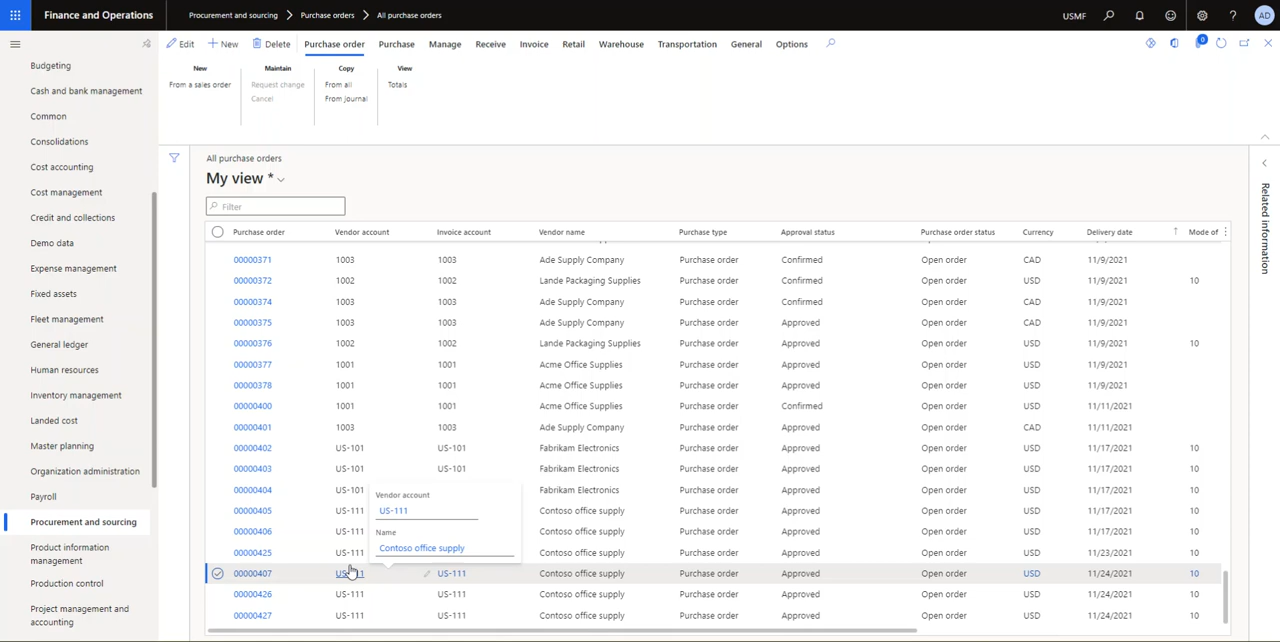 Finance and Operations
Procurement and sourcing
Purchase orders
All purchase orders
USMF
AD
Edit
New
Delete
Purchase order
Purchase
Manage
Receive
Invoice
Retail
Warehouse
Transportation
General
Options
0
New
From a sales order
Maintain
Request change
Cancel
Copy
From all
From journal
View
Totals
Budgeting
Cash and bank management
Common
Consolidations
Cost accounting
Cost management
Credit and collections
Demo data
Expense management
Fixed assets
Fleet management
General ledger
Human resources
Inventory management
Landed cost
Master planning
Organization administration
Payroll
Procurement and sourcing
Product information
management
Production control
Project management and
accounting
All purchase orders
My view *
Filter
Purchase order Vendor account Invoice account Vendor name Purchase type Approval status Purchase order status Currency Delivery date Mode of
00000371 1003 1003 Ade Supply Company Purchase order Confirmed Open order CAD 11/9/2021
00000372 1002 1002 Lande Packaging Supplies Purchase order Confirmed Open order USD 11/9/2021 10
00000374 1003 1003 Ade Supply Company Purchase order Confirmed Open order CAD 11/9/2021
00000375 1003 1003 Ade Supply Company Purchase order Approved Open order CAD 11/9/2021
00000376 1002 1002 Lande Packaging Supplies Purchase order Approved Open order USD 11/9/2021 10
00000377 1001 1001 Acme Office Supplies Purchase order Approved Open order USD 11/9/2021
00000378 1001 1001 Acme Office Supplies Purchase order Approved Open order USD 11/9/2021
00000400 1001 1001 Acme Office Supplies Purchase order Confirmed Open order USD 11/11/2021
00000401 1003 1003 Ade Supply Company Purchase order Approved Open order CAD 11/11/2021
00000402 US-101 US-101 Fabrikam Electronics Purchase order Approved Open order USD 11/17/2021 10
00000403 US-101 US-101 Fabrikam Electronics Purchase order Approved Open order USD 11/17/2021 10
00000404 US-101 Fabrikam Electronics Purchase order Approved Open order USD 11/17/2021 10
00000405 US-111 Contoso office supply Purchase order Approved Open order USD 11/17/2021 10
00000406 US-111 Contoso office supply Purchase order Approved Open order USD 11/17/2021 10
00000425 US-111 Contoso office supply Purchase order Approved Open order USD 11/23/2021 10
00000407 US-111 Contoso office supply Purchase order Approved Open order USD 11/24/2021 10
00000426 US-111 US-111 Contoso office supply Purchase order Approved Open order USD 11/24/2021 10
00000427 US-111 US-111 Contoso office supply Purchase order Approved Open order USD 11/24/2021 10
Vendor account
US-111
Name
Contoso office supply
Related information